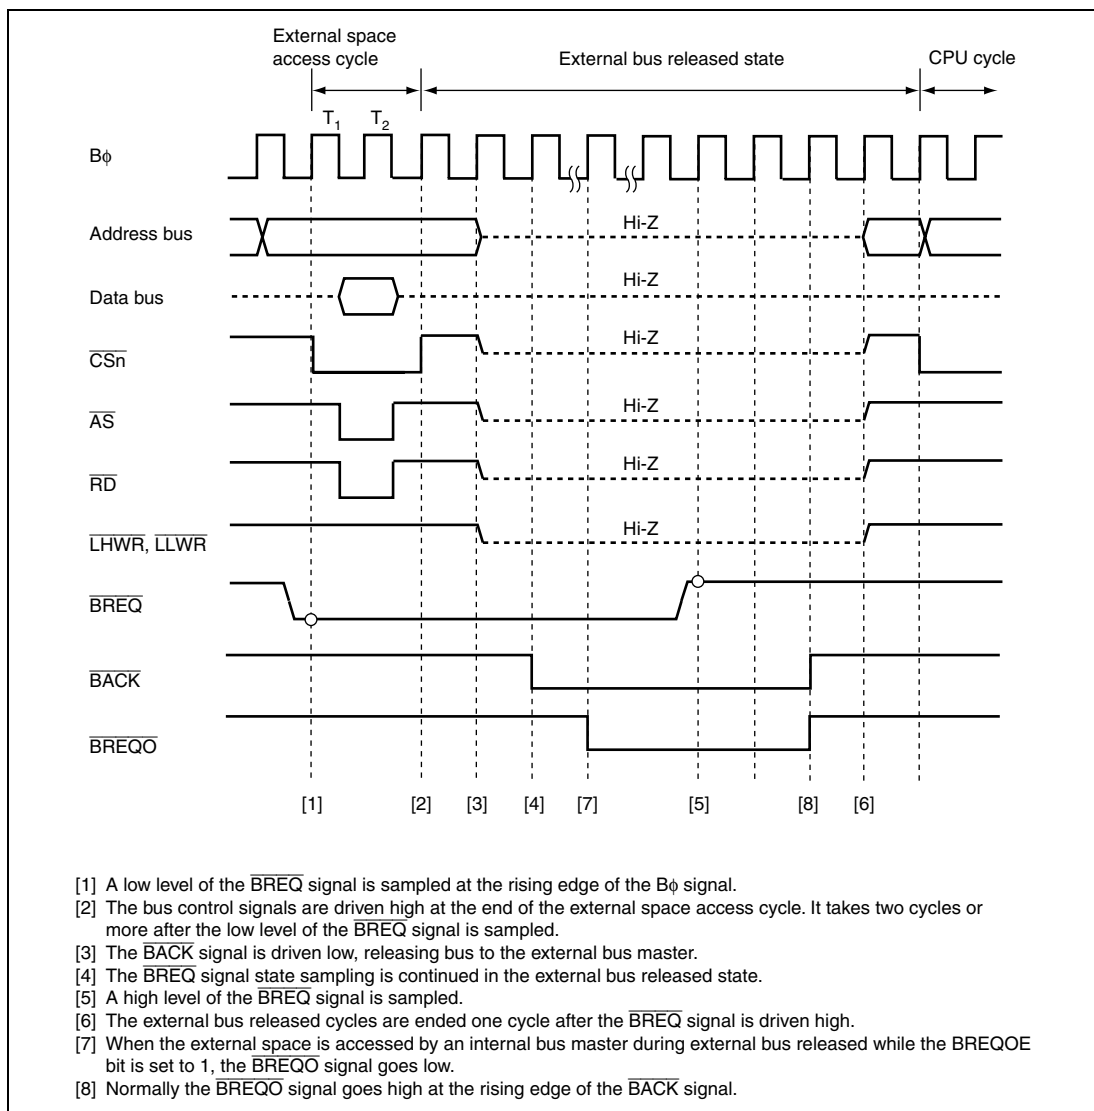 External space
access cycle
External bus released state
CPU cycle
T1
T2
Bϕ
Address bus
Hi-Z
Data bus
Hi-Z
CSn
Hi-Z
AS
Hi-Z
RD
Hi-Z
LHWR, LLWR
Hi-Z
BREQ
BACK
BREQO
[1] [2] [3] [4] [7] [5] [8] [6]
[1] A low level of the BREQ signal is sampled at the rising edge of the Bϕ signal.
[2] The bus control signals are driven high at the end of the external space access cycle. It takes two cycles or
more after the low level of the BREQ signal is sampled.
[3] The BACK signal is driven low, releasing bus to the external bus master.
[4] The BREQ signal state sampling is continued in the external bus released state.
[5] A high level of the BREQ signal is sampled.
[6] The external bus released cycles are ended one cycle after the BREQ signal is driven high.
[7] When the external space is accessed by an internal bus master during external bus released while the BREQOE
bit is set to 1, the BREQO signal goes low.
[8] Normally the BREQO signal goes high at the rising edge of the BACK signal.